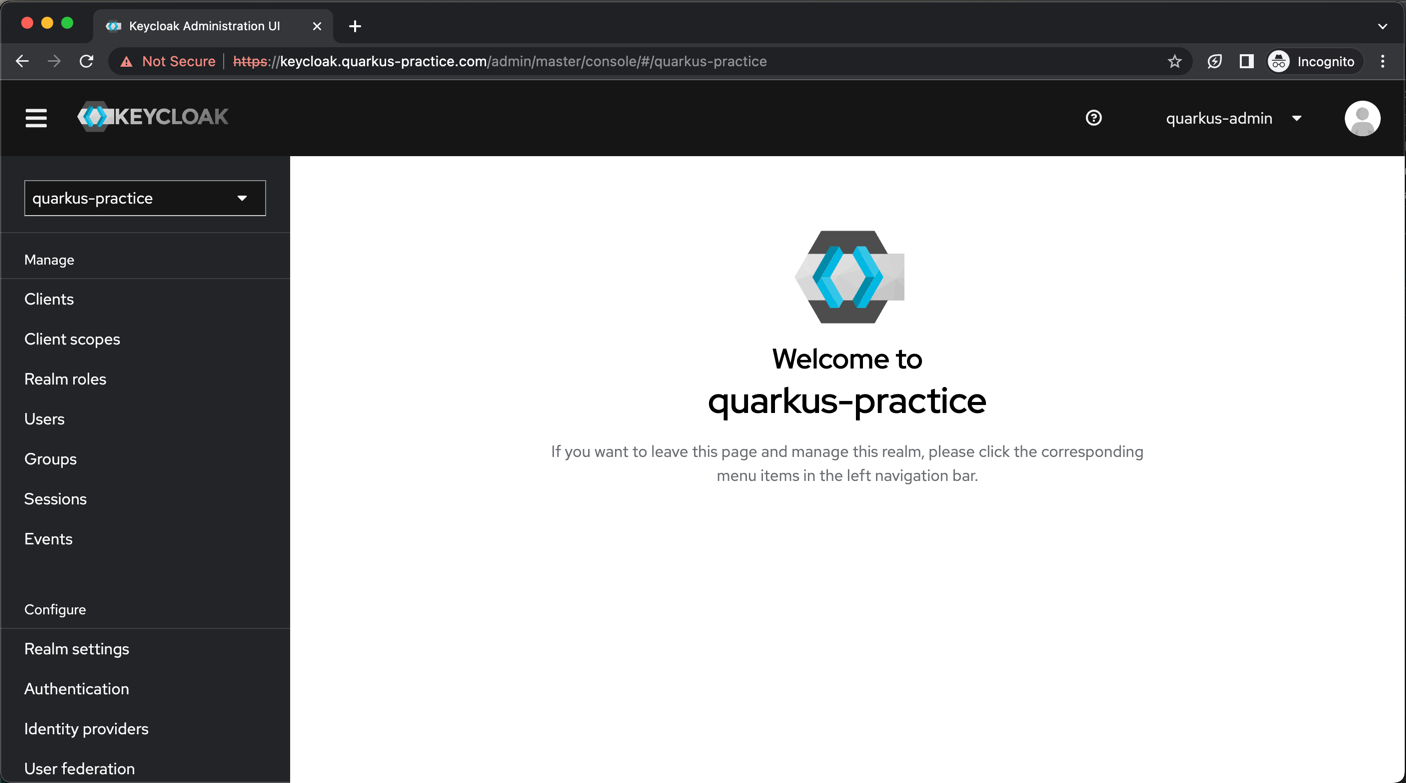 Keycloak Administration UI
Not Secure https://keycloak.quarkus-practice.com/admin/master/console/#/quarkus-practice Incognito
KEYCLOAK quarkus-admin
quarkus-practice
Manage
Clients
Client scopes
Realm roles
Users
Groups
Sessions
Events
Configure
Realm settings
Authentication
Identity providers
User federation
Welcome to
quarkus-practice
If you want to leave this page and manage this realm, please click the corresponding
menu items in the left navigation bar.